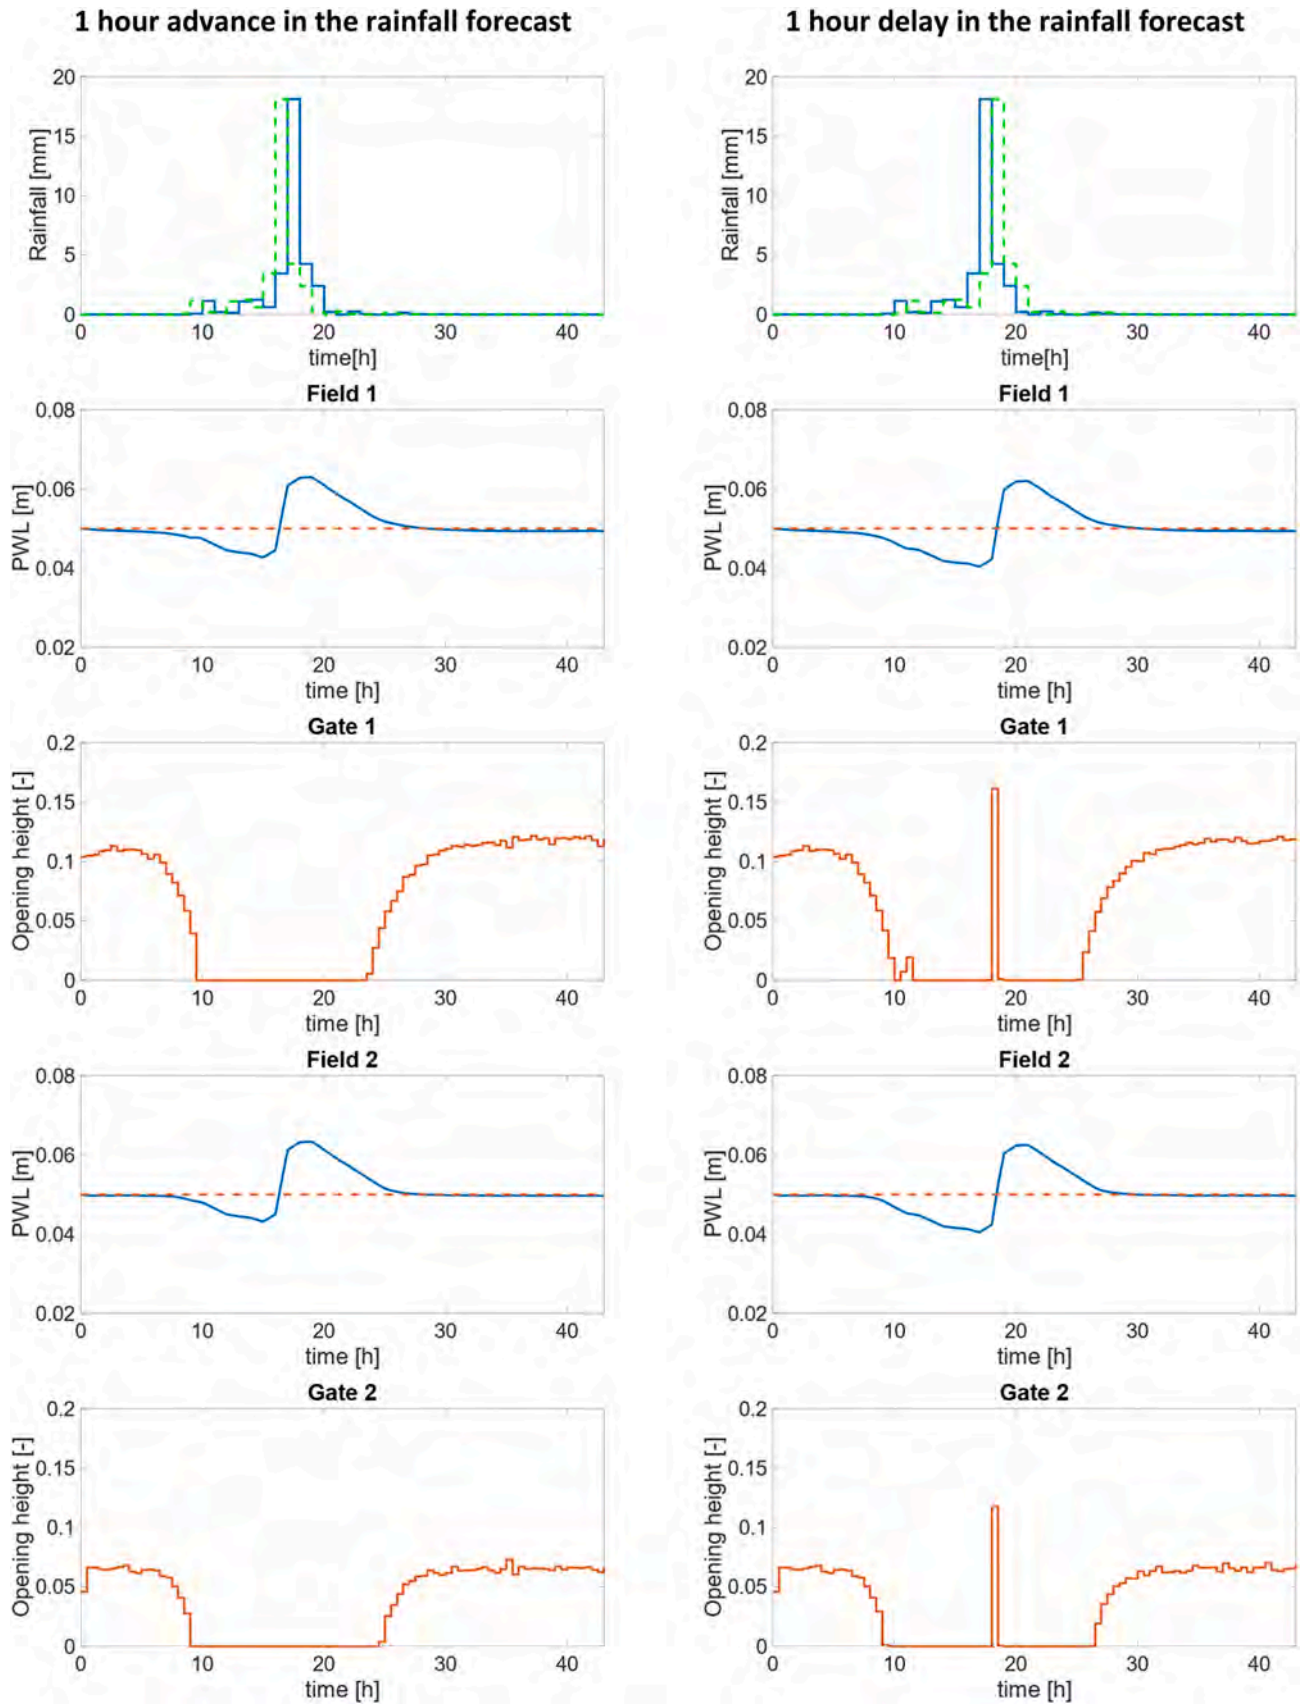 1 hour advance in the rainfall forecast
20
15
10
5
0
Rainfall [mm]
0 10 20 30 40
time[h]
Field 1
0.08
0.06
0.04
0.02
PWL [m]
0 10 20 30 40
time [h]
Gate 1
0.2
0.15
0.1
0.05
0
Opening height [-]
0 10 20 30 40
time [h]
Field 2
0.08
0.06
0.04
0.02
PWL [m]
0 10 20 30 40
time [h]
Gate 2
0.2
0.15
0.1
0.05
0
Opening height [-]
0 10 20 30 40
time [h]
1 hour delay in the rainfall forecast
20
15
10
5
0
Rainfall [mm]
0 10 20 30 40
time[h]
Field 1
0.08
0.06
0.04
0.02
PWL [m]
0 10 20 30 40
time [h]
Gate 1
0.2
0.15
0.1
0.05
0
Opening height [-]
0 10 20 30 40
time [h]
Field 2
0.08
0.06
0.04
0.02
PWL [m]
0 10 20 30 40
time [h]
Gate 2
0.2
0.15
0.1
0.05
0
Opening height [-]
0 10 20 30 40
time [h]